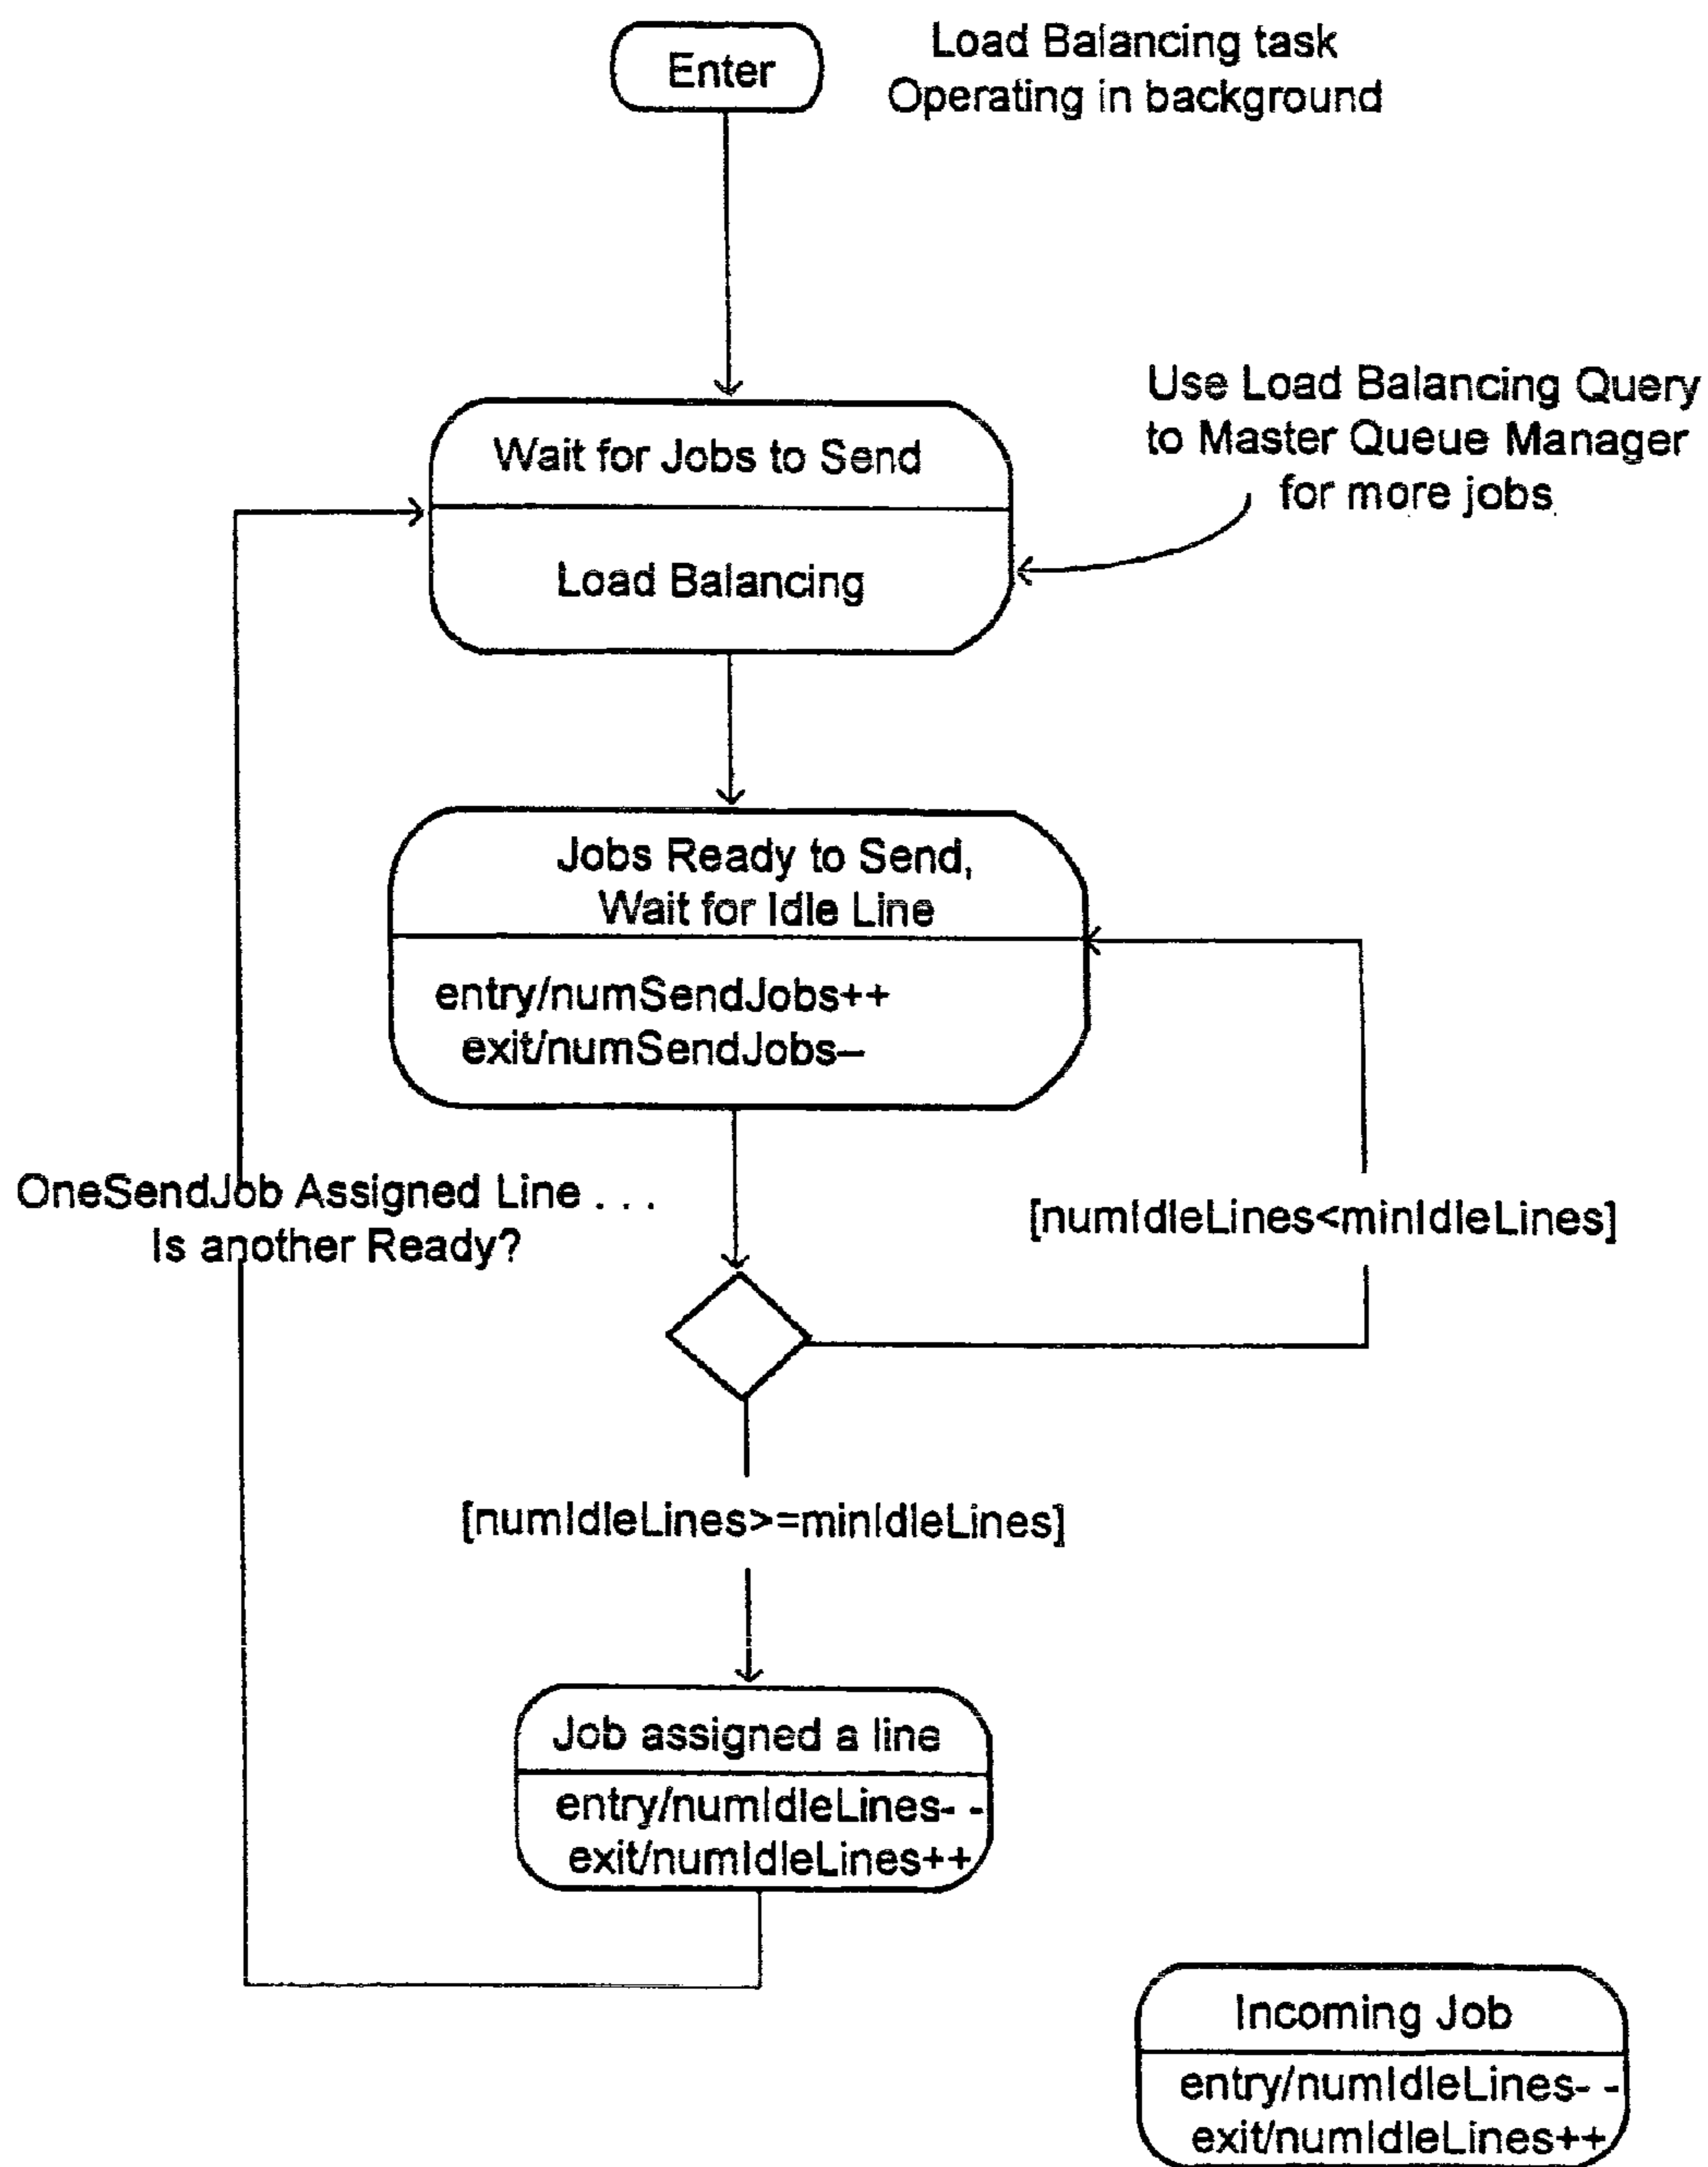 Enter
Load Balancing task
Operating in background
Use Load Balancing Query
to Master Queue Manager
for more jobs
Wait for Jobs to Send
Load Balancing
Jobs Ready to Send,
Wait for Idle Line
entry/numSendJobs++
exit/numSendJobs–
OneSendJob Assigned Line . . .
Is another Ready?
[numIdleLines<minIdleLines]
[numIdleLines>=minIdleLines]
Job assigned a line
entry/numIdleLines- -
exit/numIdleLines++
Incoming Job
entry/numIdleLines- -
exit/numIdleLines++